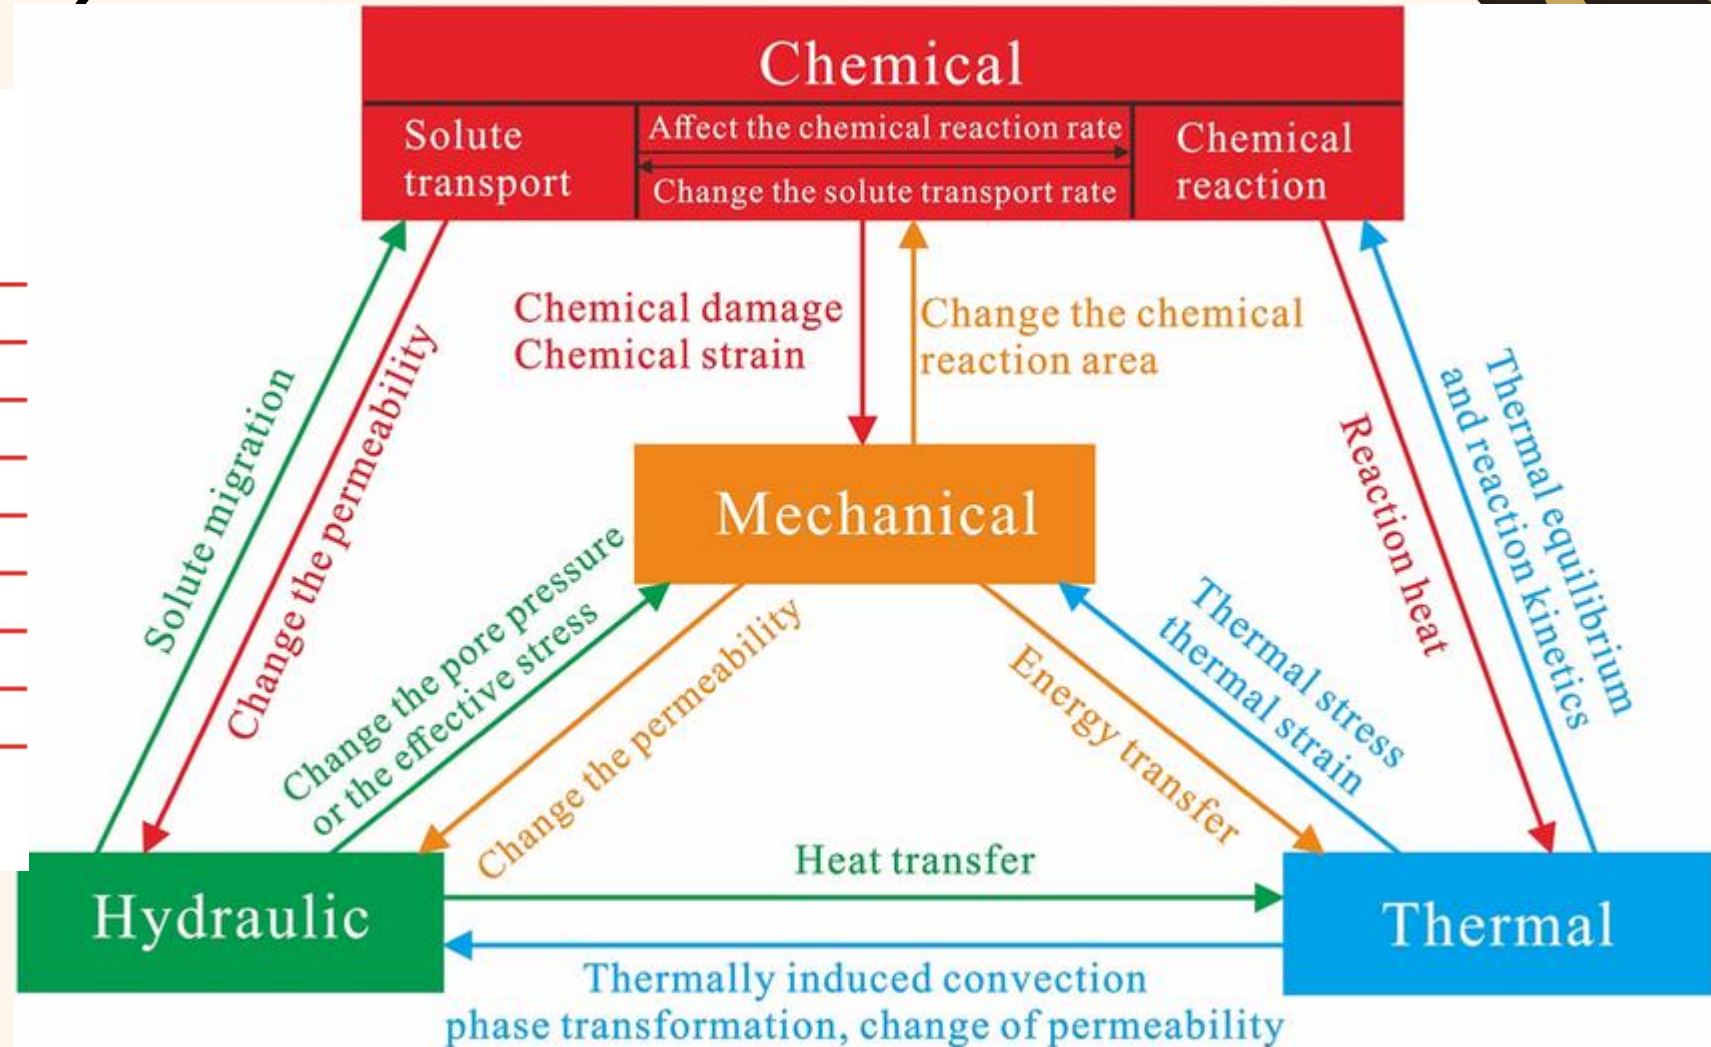 Chemical
Solute
transport
Affect the chemical reaction rate
Change the solute transport rate
Chemical
reaction
Solute migration
Change the permeability
Chemical damage
Chemical strain
Change the chemical
reaction area
Reaction heat
Thermal equilibrium
and reaction kinetics
Mechanical
Change the pore pressure
or the effective stress
Change the permeability
Energy transfer
Thermal stress
thermal strain
Hydraulic
Heat transfer
Thermally induced convection
phase transformation, change of permeability
Thermal